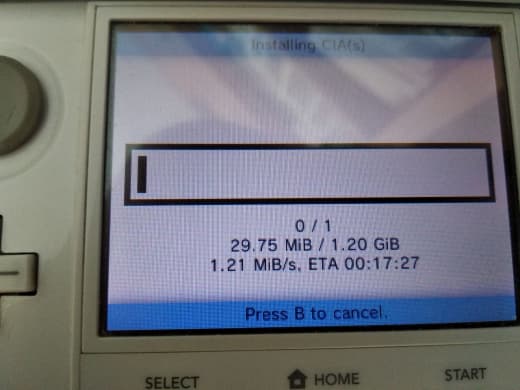 Installing CIA(s)
0 / 1
29.75 MiB / 1.20 GiB
1.21 MiB/s, ETA 00:17:27
Press B to cancel.
SELECT
HOME
START